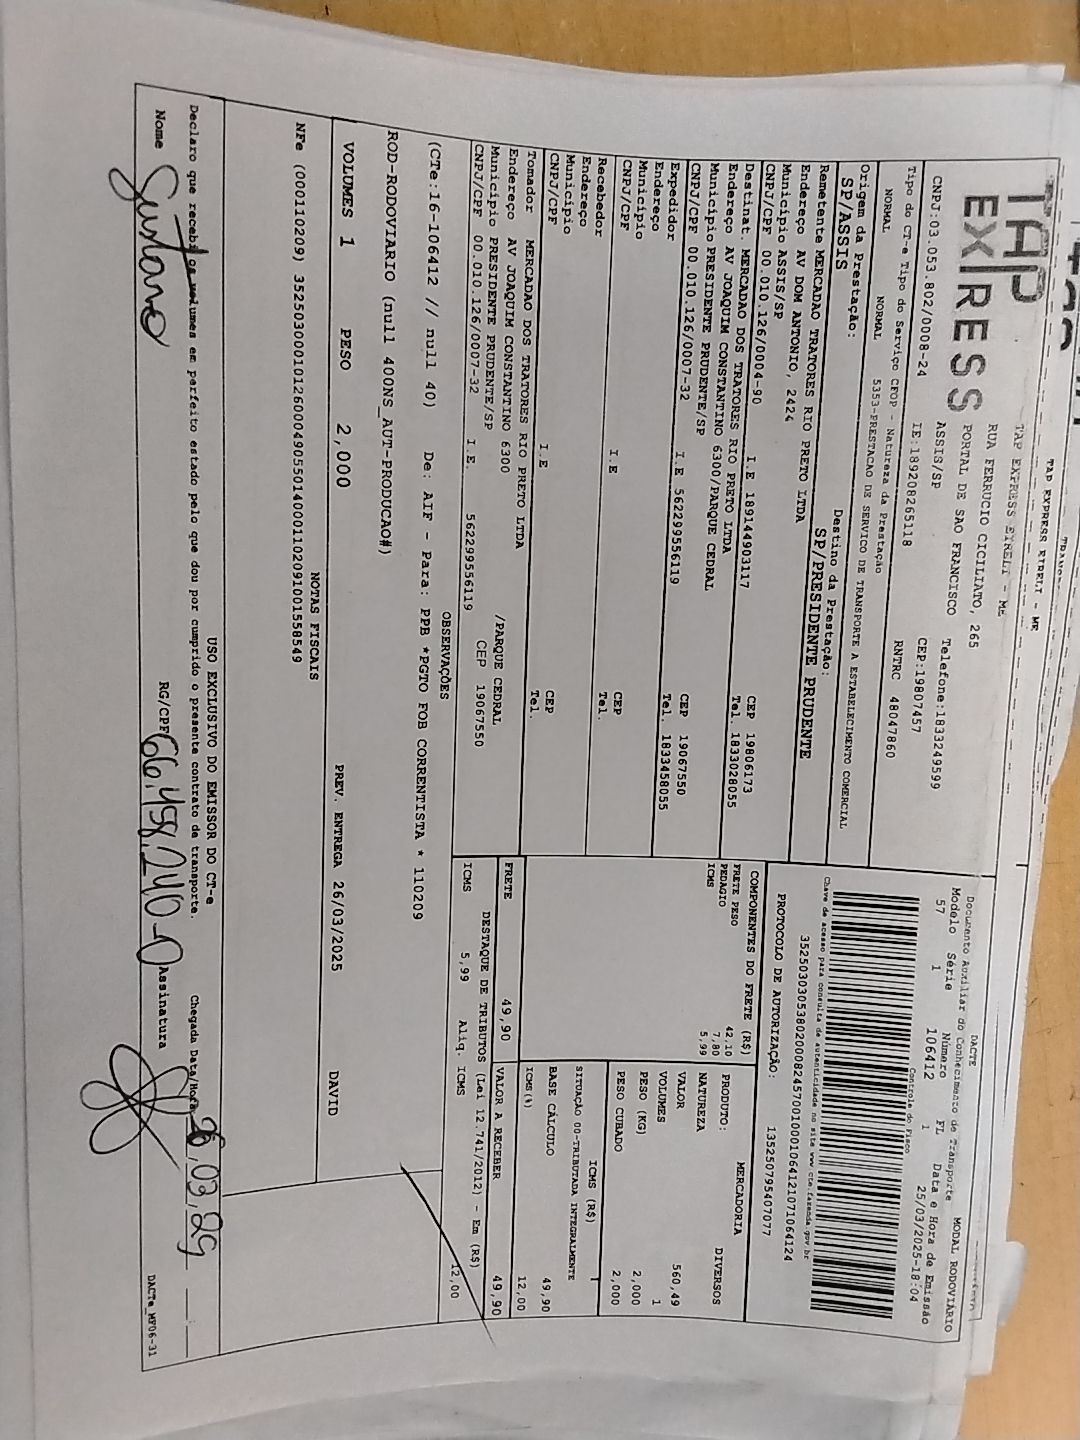 TAP EXPRESS EIRELI - ME
TAP
EXPRESS
TAP EXPRESS EIRELI - ME
RUA FERRUCIO CICILIATO, 265
PORTAL DE SAO FRANCISCO Telefone:1833249599
ASSIS/SP CEP:19807457
CNPJ:03.053.802/0008-24 IE:189208265118 RNTRC 48047860
Tipo do CT-e Tipo do Serviço CFOP - Natureza da Prestação
NORMAL NORMAL 5353-PRESTACAO DE SERVICO DE TRANSPORTE A ESTABELECIMENTO COMERCIAL
Origem da Prestação: Destino da Prestação:
SP/ASSIS SP/PRESIDENTE PRUDENTE
Remetente MERCADAO TRATORES RIO PRETO LTDA
Endereço AV DOM ANTONIO, 2424
Município ASSIS/SP CEP 19806173
CNPJ/CPF 00.010.126/0004-90 I.E 189144903117 Tel. 1833028055
Destinat. MERCADAO DOS TRATORES RIO PRETO LTDA
Endereço AV JOAQUIM CONSTANTINO 6300/PARQUE CEDRAL
Município PRESIDENTE PRUDENTE/SP CEP 19067550
CNPJ/CPF 00.010.126/0007-32 I.E 562299556119 Tel. 1833458055
Expedidor
Endereço
Município CEP
CNPJ/CPF I.E Tel.
Recebedor
Endereço
Município CEP
CNPJ/CPF I.E Tel.
Tomador MERCADAO DOS TRATORES RIO PRETO LTDA
Endereço AV JOAQUIM CONSTANTINO 6300 /PARQUE CEDRAL
Município PRESIDENTE PRUDENTE/SP CEP 19067550
CNPJ/CPF 00.010.126/0007-32 I.E. 562299556119
DACTE
Documento Auxiliar do Conhecimento de Transporte MODAL RODOVIÁRIO
Modelo Série Número FL Data e Hora de Emissão
57 1 106412 1 25/03/2025-18:04
Controle do Fisco
Chave de acesso para consulta de autenticidade no site www.cte.fazenda.gov.br
PROTOCOLO DE AUTORIZAÇÃO: 135250795407077
COMPONENTES DO FRETE (R$)
FRETE PESO 42,10
PEDAGIO 7,80
ICMS 5,99
FRETE 49,90
MERCADORIA
PRODUTO: DIVERSOS
NATUREZA
VALOR 560,49
VOLUMES 1
PESO (KG) 2,000
PESO CUBADO 2,000
ICMS (R$)
SITUAÇÃO 00-TRIBUTADA INTEGRALMENTE
BASE CÁLCULO 49,90
ICMS(%) 12,00
VALOR A RECEBER 49,90
DESTAQUE DE TRIBUTOS (Lei 12.741/2012) - Em (R$)
ICMS 5,99 Aliq. ICMS 12,00
OBSERVAÇÕES
(CTe:16-106412 // null 40) De: AIF - Para: PPB *PGTO FOB CORRENTISTA * 110209
ROD-RODOVIARIO (null 400NS_AUT-PRODUCAO#)
VOLUMES 1 PESO 2,000 PREV. ENTREGA 26/03/2025 DAVID
NOTAS FISCAIS
USO EXCLUSIVO DO EMISSOR DO CT-e
Declaro que recebi os volumes em perfeito estado pelo que dou por cumprido o presente contrato de transporte. Chegada Data/Hora
Nome Gustavo RG/CPF 66.458.240-0 Assinatura
DACTe_MF06-31